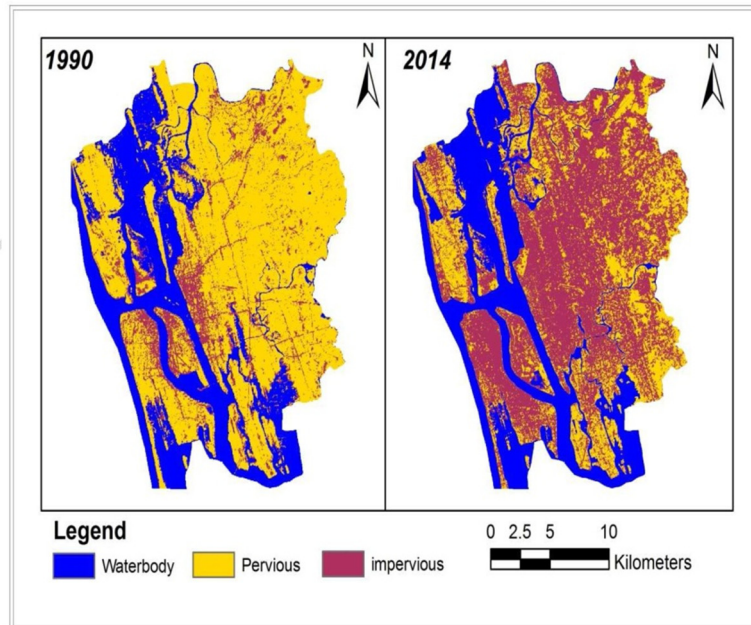 1990
N
2014
N
Legend
Waterbody
Pervious
impervious
0 2.5 5 10
Kilometers